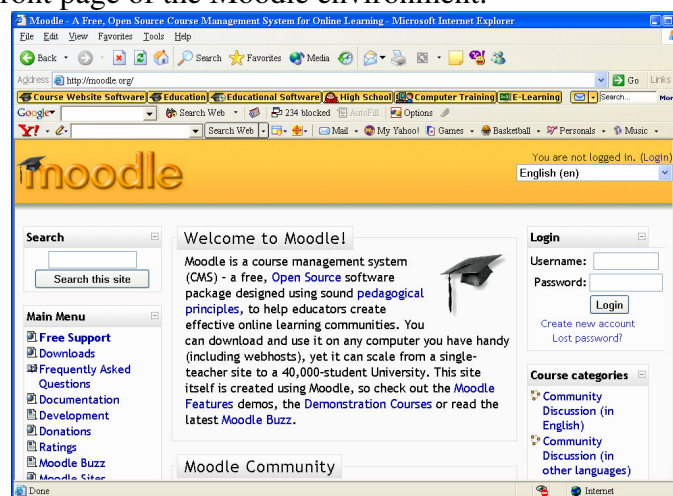 ront page of the Moodle environment.
Moodle - A Free, Open Source Course Management System for Online Learning - Microsoft Internet Explorer
File Edit View Favorites Tools Help
Back Search Favorites Media
Address http://moodle.org/ Go Links
Course Website Software Education Educational Software High School Computer Training E-Learning Search... Mor
Google Search Web 234 blocked AutoFill Options
Y! Search Web Mail My Yahoo! Games Basketball Personals Music
moodle
You are not logged in. (Login)
English (en)
Search
Search this site
Main Menu
Free Support
Downloads
Frequently Asked
Questions
Documentation
Development
Donations
Ratings
Moodle Buzz
Moodle Sites
Welcome to Moodle!
Moodle is a course management system
(CMS) - a free, Open Source software
package designed using sound pedagogical
principles, to help educators create
effective online learning communities. You
can download and use it on any computer you have handy
(including webhosts), yet it can scale from a single-
teacher site to a 40,000-student University. This site
itself is created using Moodle, so check out the Moodle
Features demos, the Demonstration Courses or read the
latest Moodle Buzz.
Moodle Community
Login
Username:
Password:
Login
Create new account
Lost password?
Course categories
Community
Discussion (in
English)
Community
Discussion (in
other languages)
Done Internet